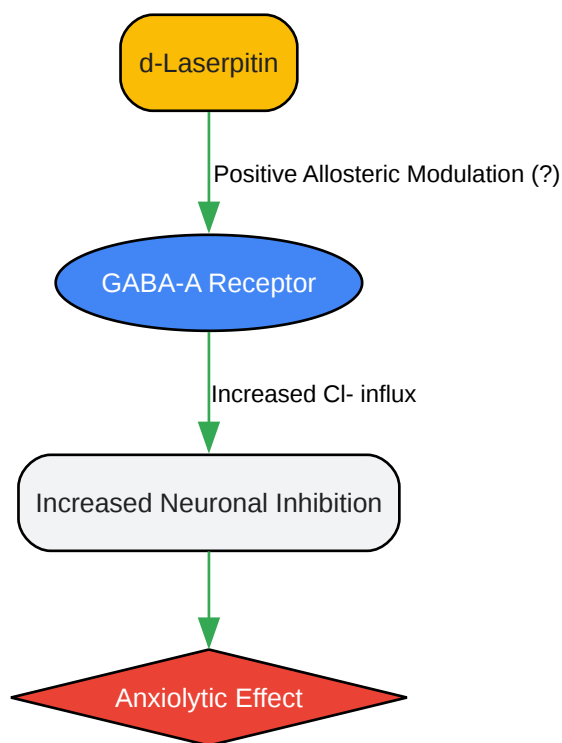 d-Laserpitin
Positive Allosteric Modulation (?)
GABA-A Receptor
Increased Cl- influx
Increased Neuronal Inhibition
Anxiolytic Effect